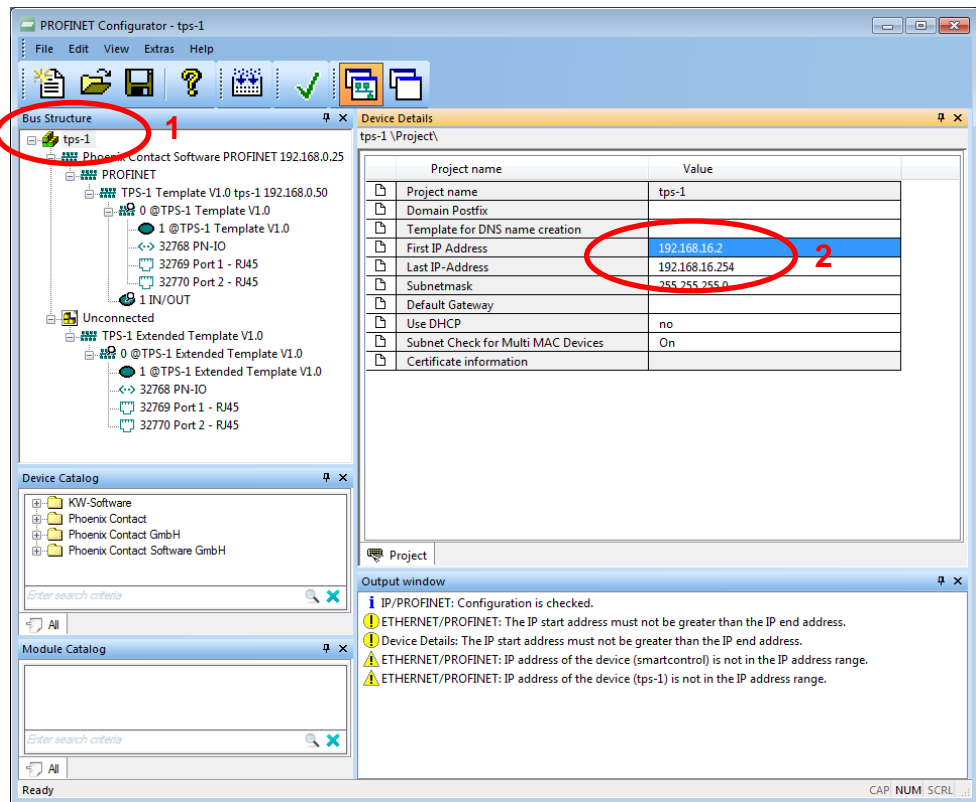 PROFINET Configurator - tps-1
File Edit View Extras Help
Bus Structure
1
tps-1
Phoenix Contact Software PROFINET 192.168.0.25
PROFINET
TPS-1 Template V1.0 tps-1 192.168.0.50
0 @TPS-1 Template V1.0
1 @TPS-1 Template V1.0
32768 PN-IO
32769 Port 1 - RJ45
32770 Port 2 - RJ45
1 IN/OUT
Unconnected
TPS-1 Extended Template V1.0
0 @TPS-1 Extended Template V1.0
1 @TPS-1 Extended Template V1.0
32768 PN-IO
32769 Port 1 - RJ45
32770 Port 2 - RJ45
Device Catalog
KW-Software
Phoenix Contact
Phoenix Contact GmbH
Phoenix Contact Software GmbH
Enter search criteria
All
Module Catalog
Enter search criteria
All
Device Details
tps-1 \Project\
Project name Value
Project name tps-1
Domain Postfix
Template for DNS name creation
First IP Address 192.168.16.2
2
Last IP-Address 192.168.16.254
Subnetmask 255.255.255.0
Default Gateway
Use DHCP no
Subnet Check for Multi MAC Devices On
Certificate information
Project
Output window
IP/PROFINET: Configuration is checked.
ETHERNET/PROFINET: The IP start address must not be greater than the IP end address.
Device Details: The IP start address must not be greater than the IP end address.
ETHERNET/PROFINET: IP address of the device (smartcontrol) is not in the IP address range.
ETHERNET/PROFINET: IP address of the device (tps-1) is not in the IP address range.
Ready
CAP NUM SCRL